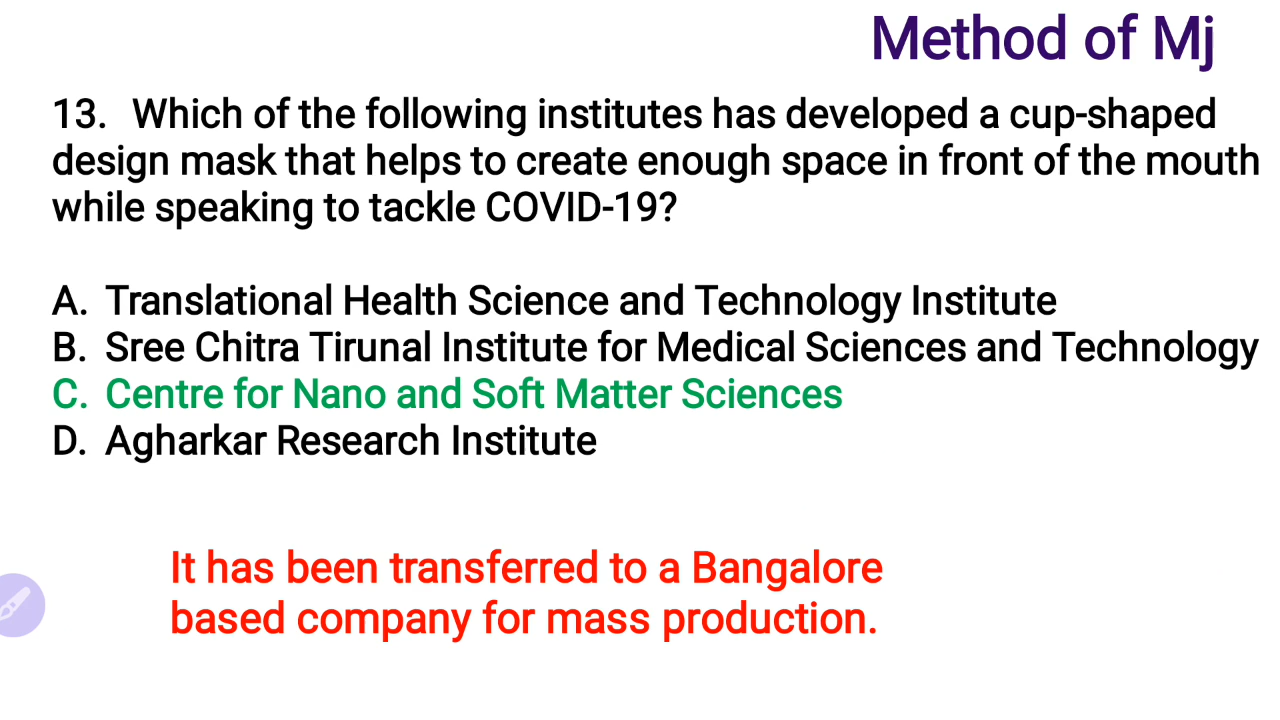 Method of Mj
13. Which of the following institutes has developed a cup-shaped
design mask that helps to create enough space in front of the mouth
while speaking to tackle COVID-19?
A. Translational Health Science and Technology Institute
B. Sree Chitra Tirunal Institute for Medical Sciences and Technology
C. Centre for Nano and Soft Matter Sciences
D. Agharkar Research Institute
It has been transferred to a Bangalore
based company for mass production.